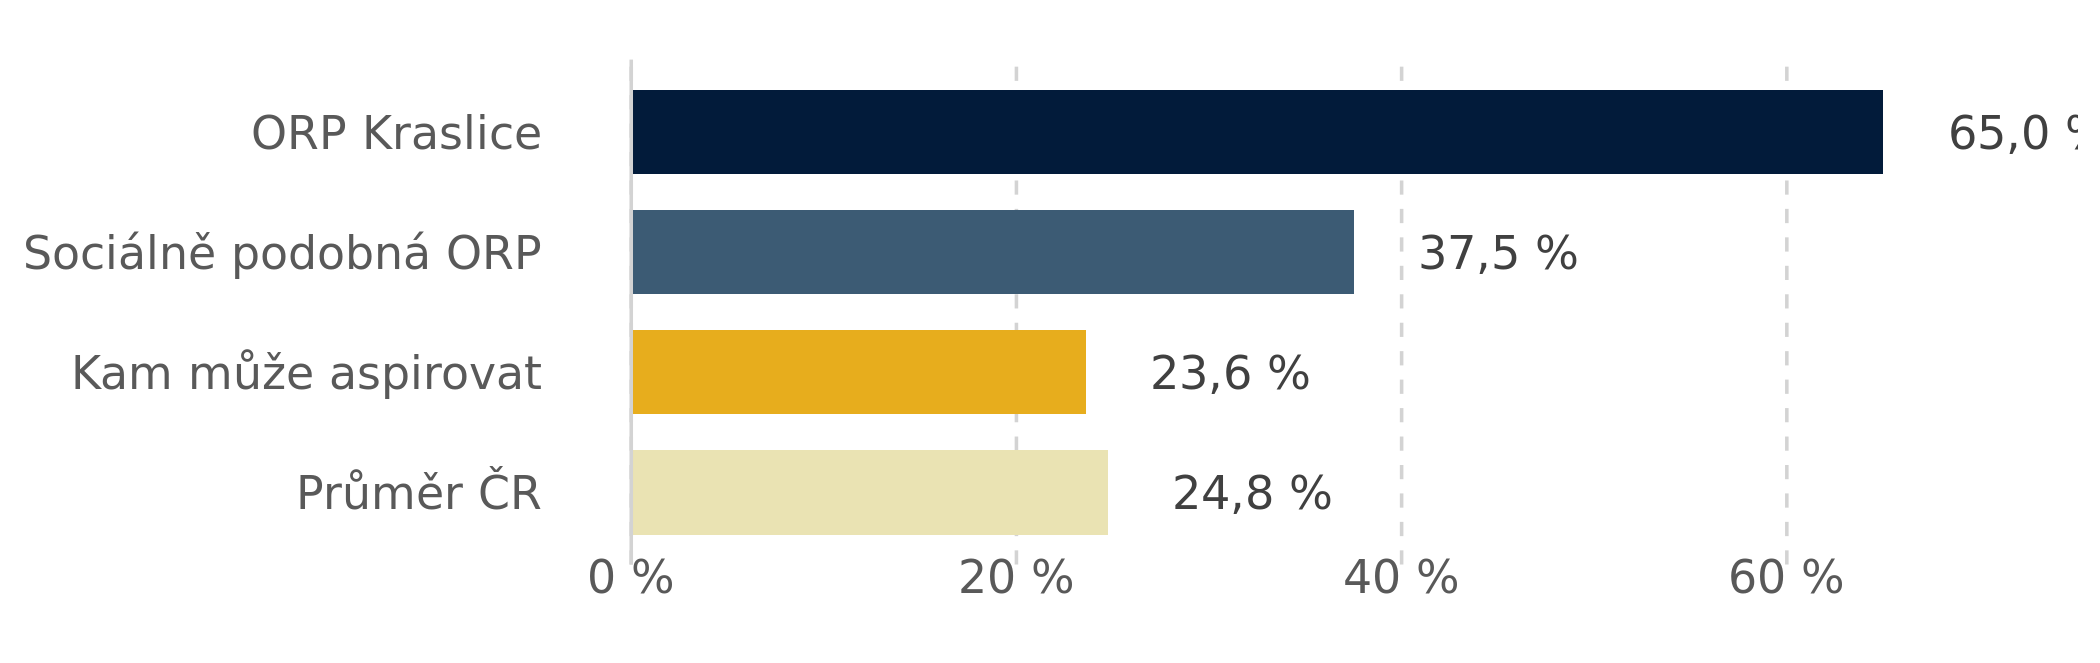 ORP Kraslice 65,0 %
Sociálně podobná ORP 37,5 %
Kam může aspirovat 23,6 %
Průměr ČR 24,8 %
0 % 20 % 40 % 60 %